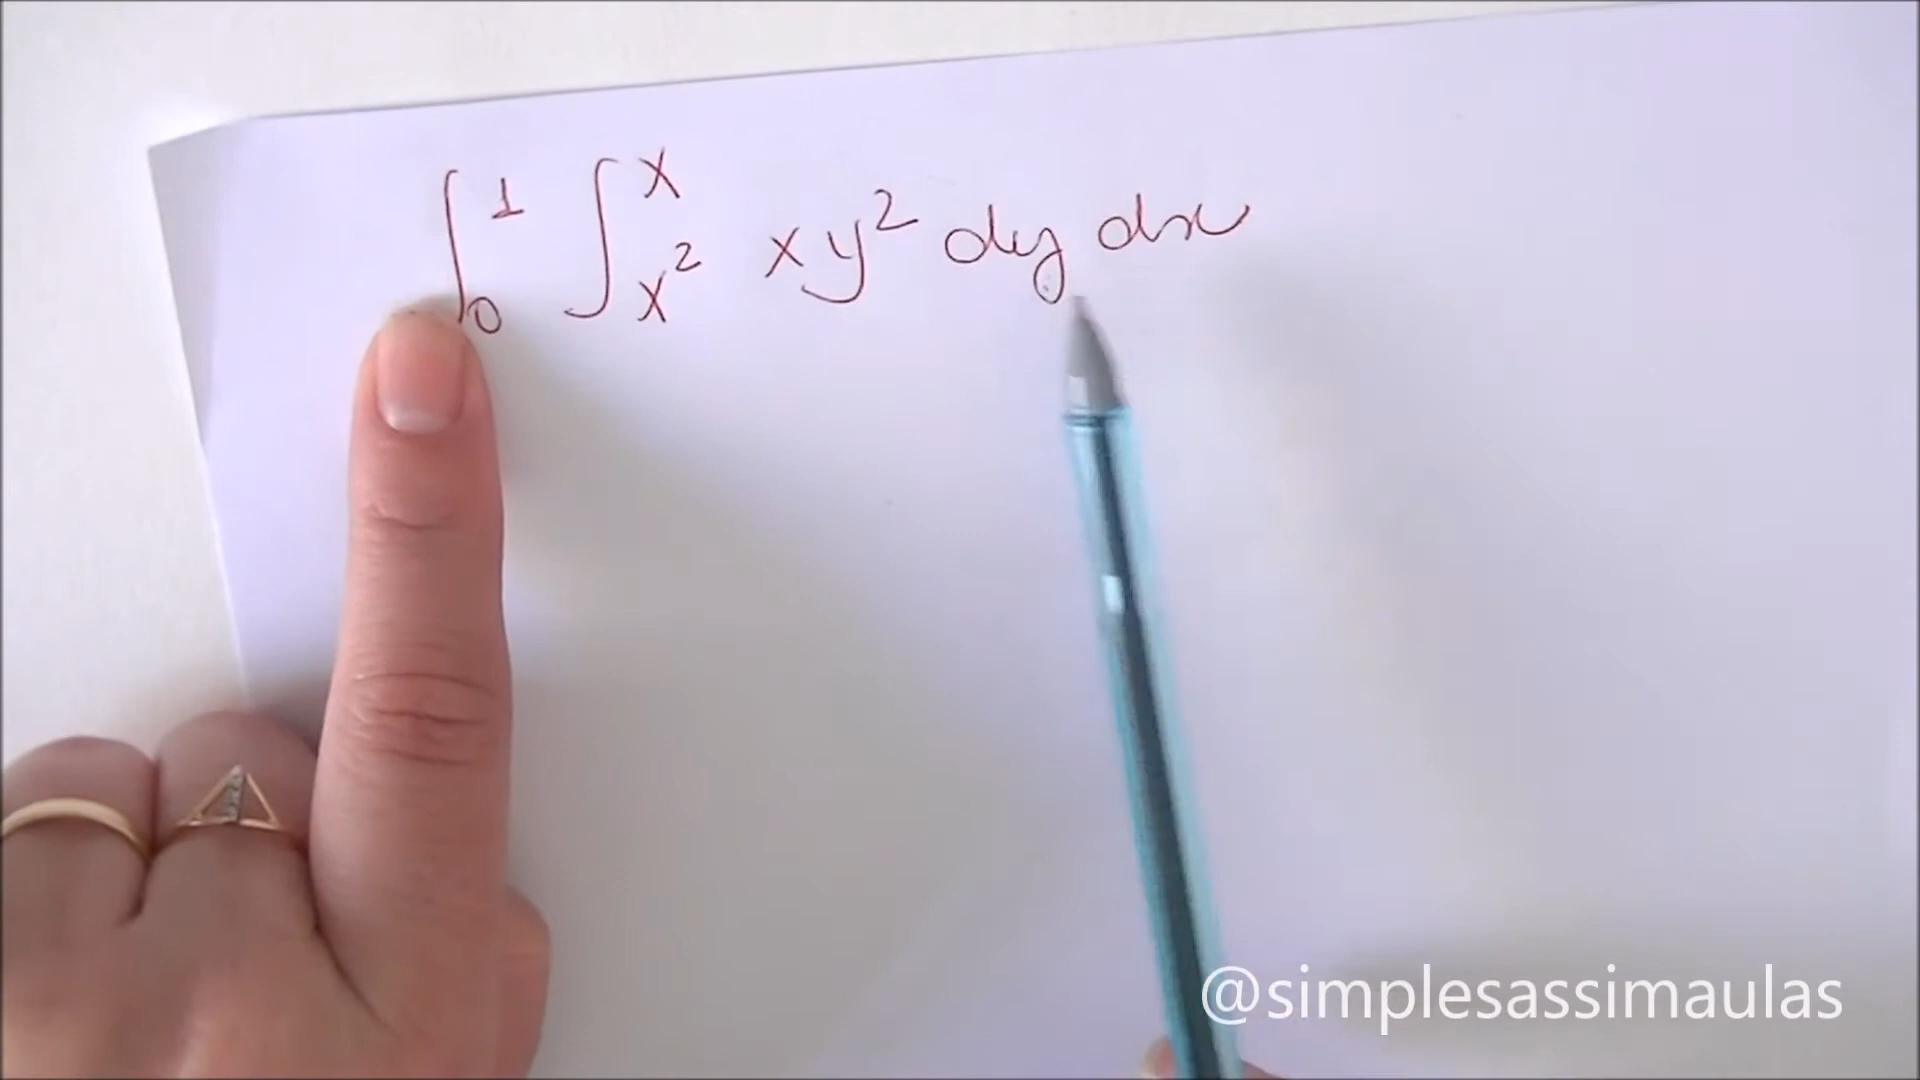 ∫₀¹ ∫ₓ²ˣ xy² dy dx
@simplesassimaulas